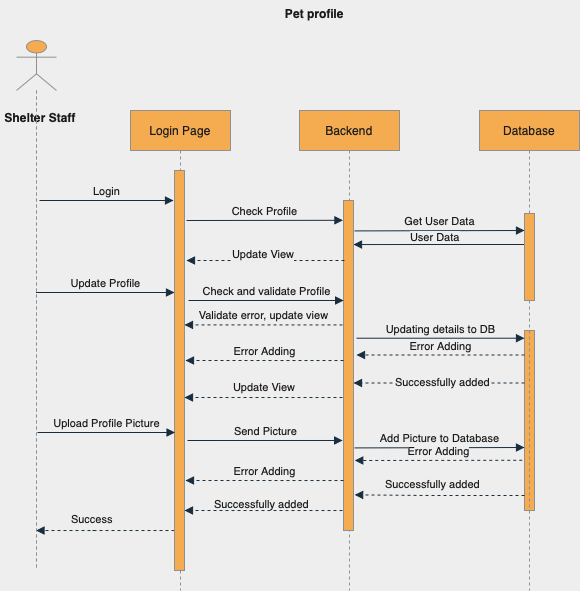 Pet profile
Shelter Staff
Login Page
Backend
Database
Login
Check Profile
Get User Data
User Data
Update View
Update Profile
Check and validate Profile
Validate error, update view
Updating details to DB
Error Adding
Error Adding
Successfully added
Update View
Upload Profile Picture
Send Picture
Add Picture to Database
Error Adding
Error Adding
Successfully added
Successfully added
Success